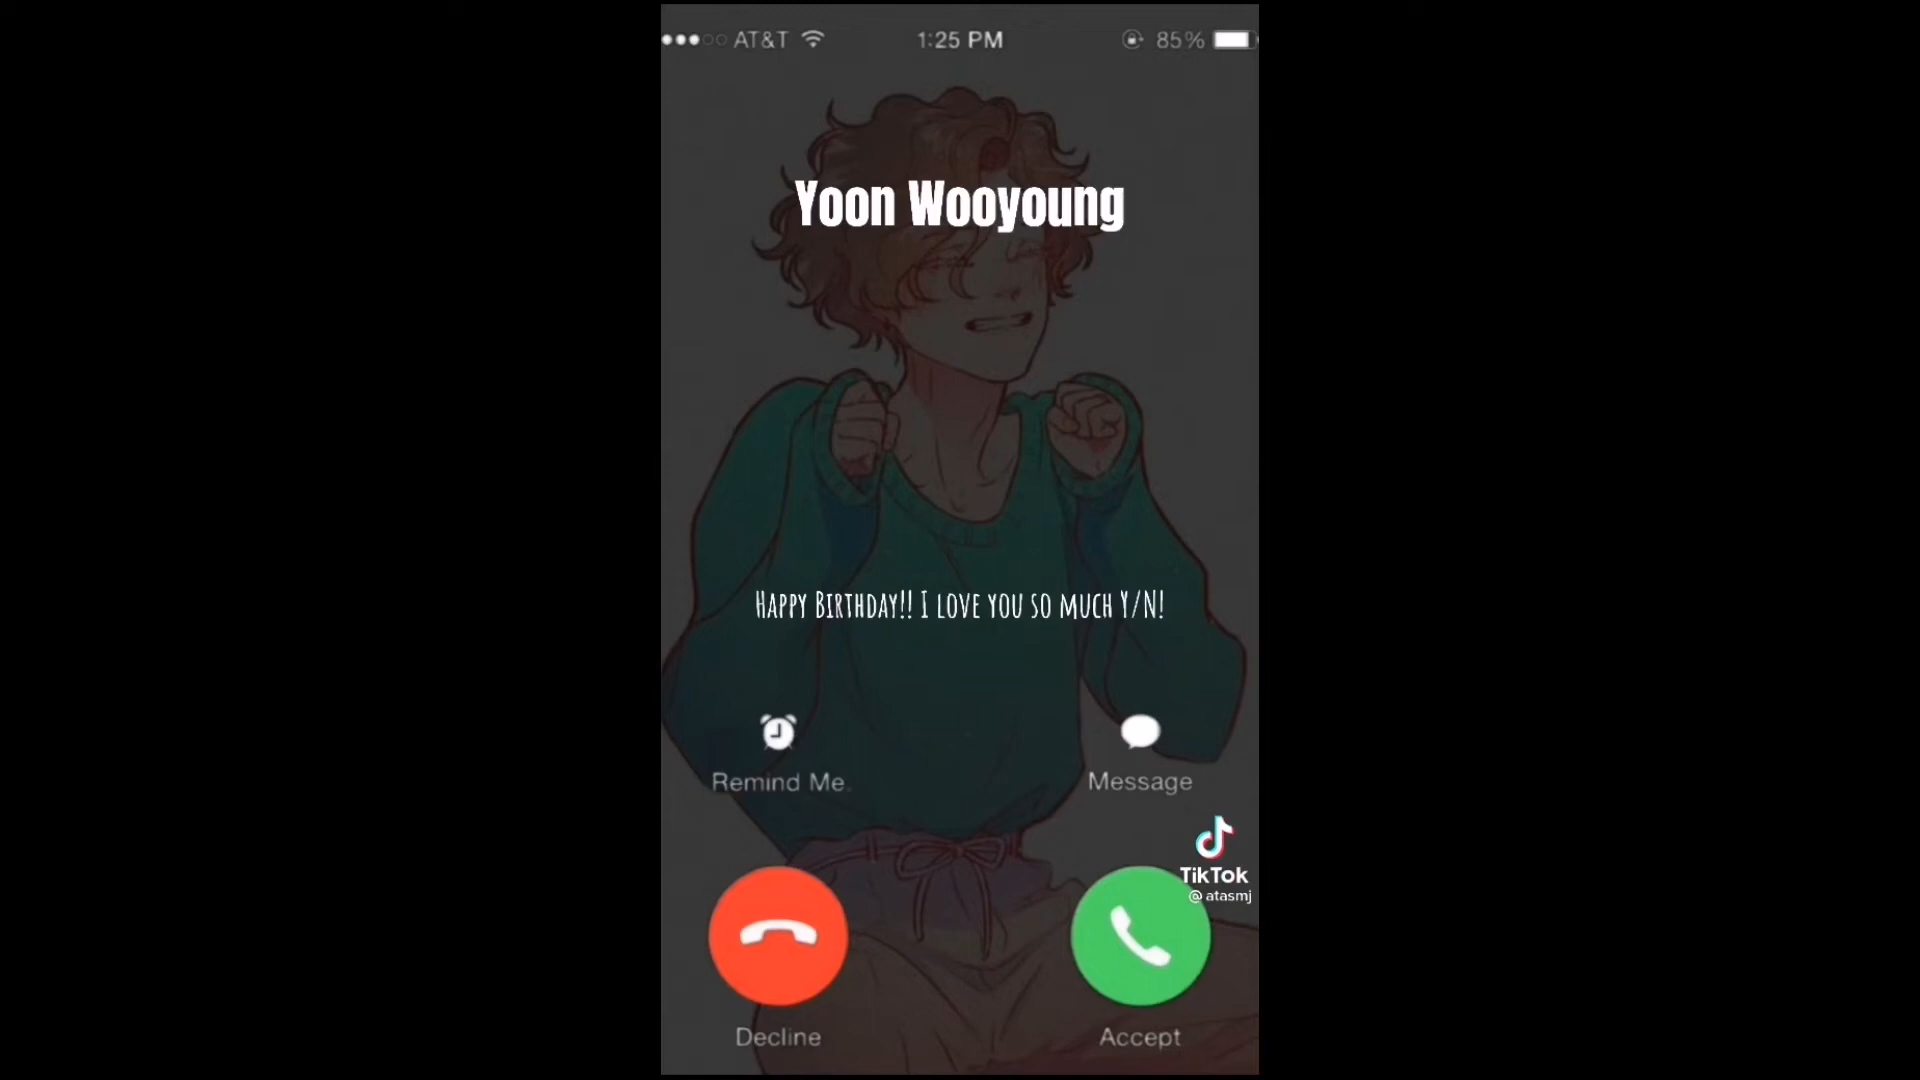 AT&T 1:25 PM 85%
Yoon Wooyoung
Happy Birthday!! I love you so much Y/N!
Remind Me. Message
TikTok
@atasmj
Decline Accept